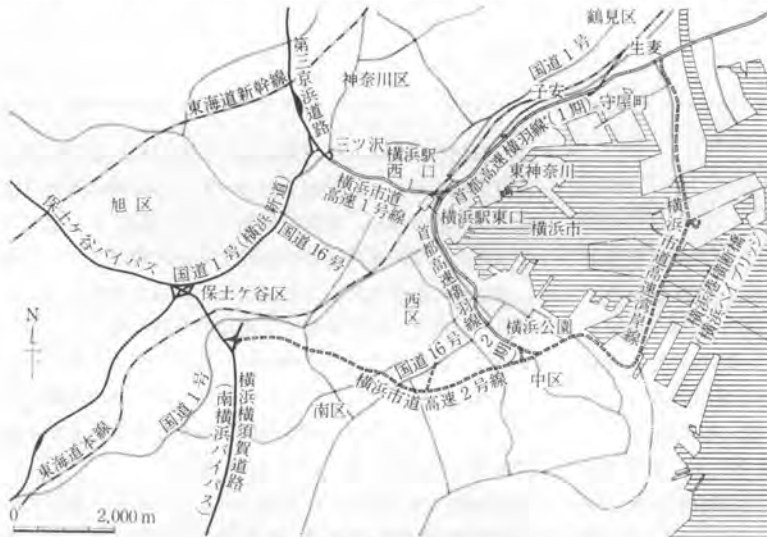 鶴見区
生麦
国道1号
第三京浜道路
東海道新幹線
神奈川区
子安
守屋町
首都高速横羽線(1期)
三ツ沢
横浜駅
西口
東神奈川
横浜市道
高速1号線
横浜駅東口
横浜市
旭区
保土ケ谷バイパス
国道1号(横浜新道)
国道16号
首都高速横羽線(2期)
横浜市道高速湾岸線
横浜港横断橋
(横浜ベイブリッジ)
N
保土ケ谷区
西区
横浜公園
国道16号
横浜市道高速2号線
中区
南区
国道1号
横浜横須賀道路
(南横浜バイパス)
東海道本線
0 2,000m